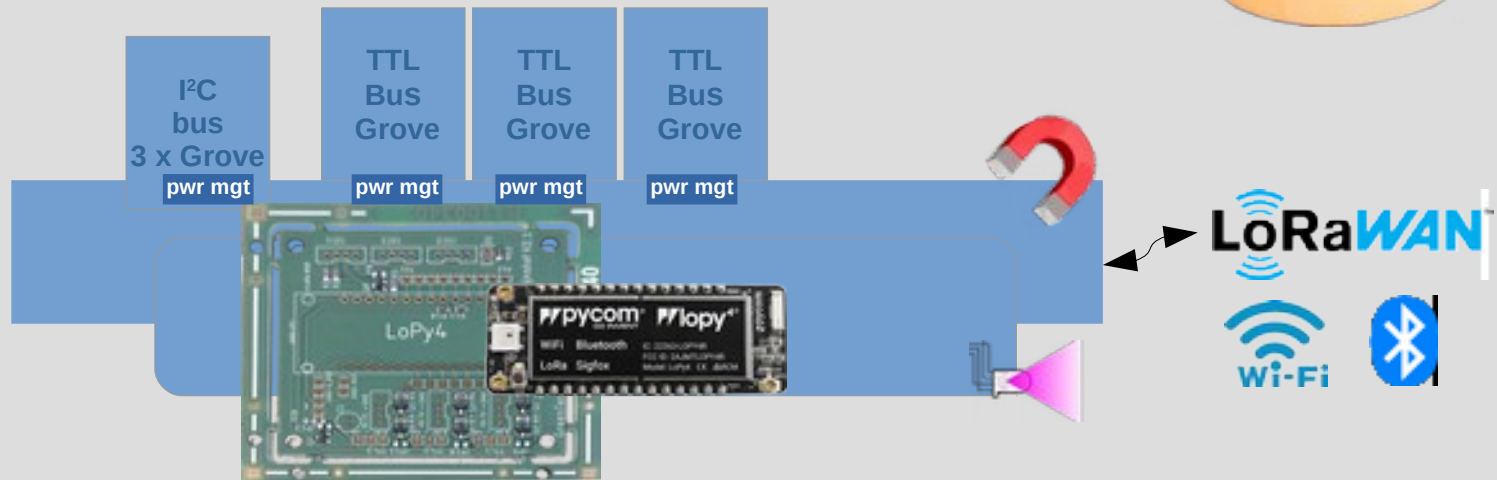 I²C
bus
3 x Grove
pwr mgt
TTL
Bus
Grove
pwr mgt
TTL
Bus
Grove
pwr mgt
TTL
Bus
Grove
pwr mgt
LoPy4
pycom
lopy4
WiFi Bluetooth
LoRa Sigfox
LoRaWAN
Wi-Fi